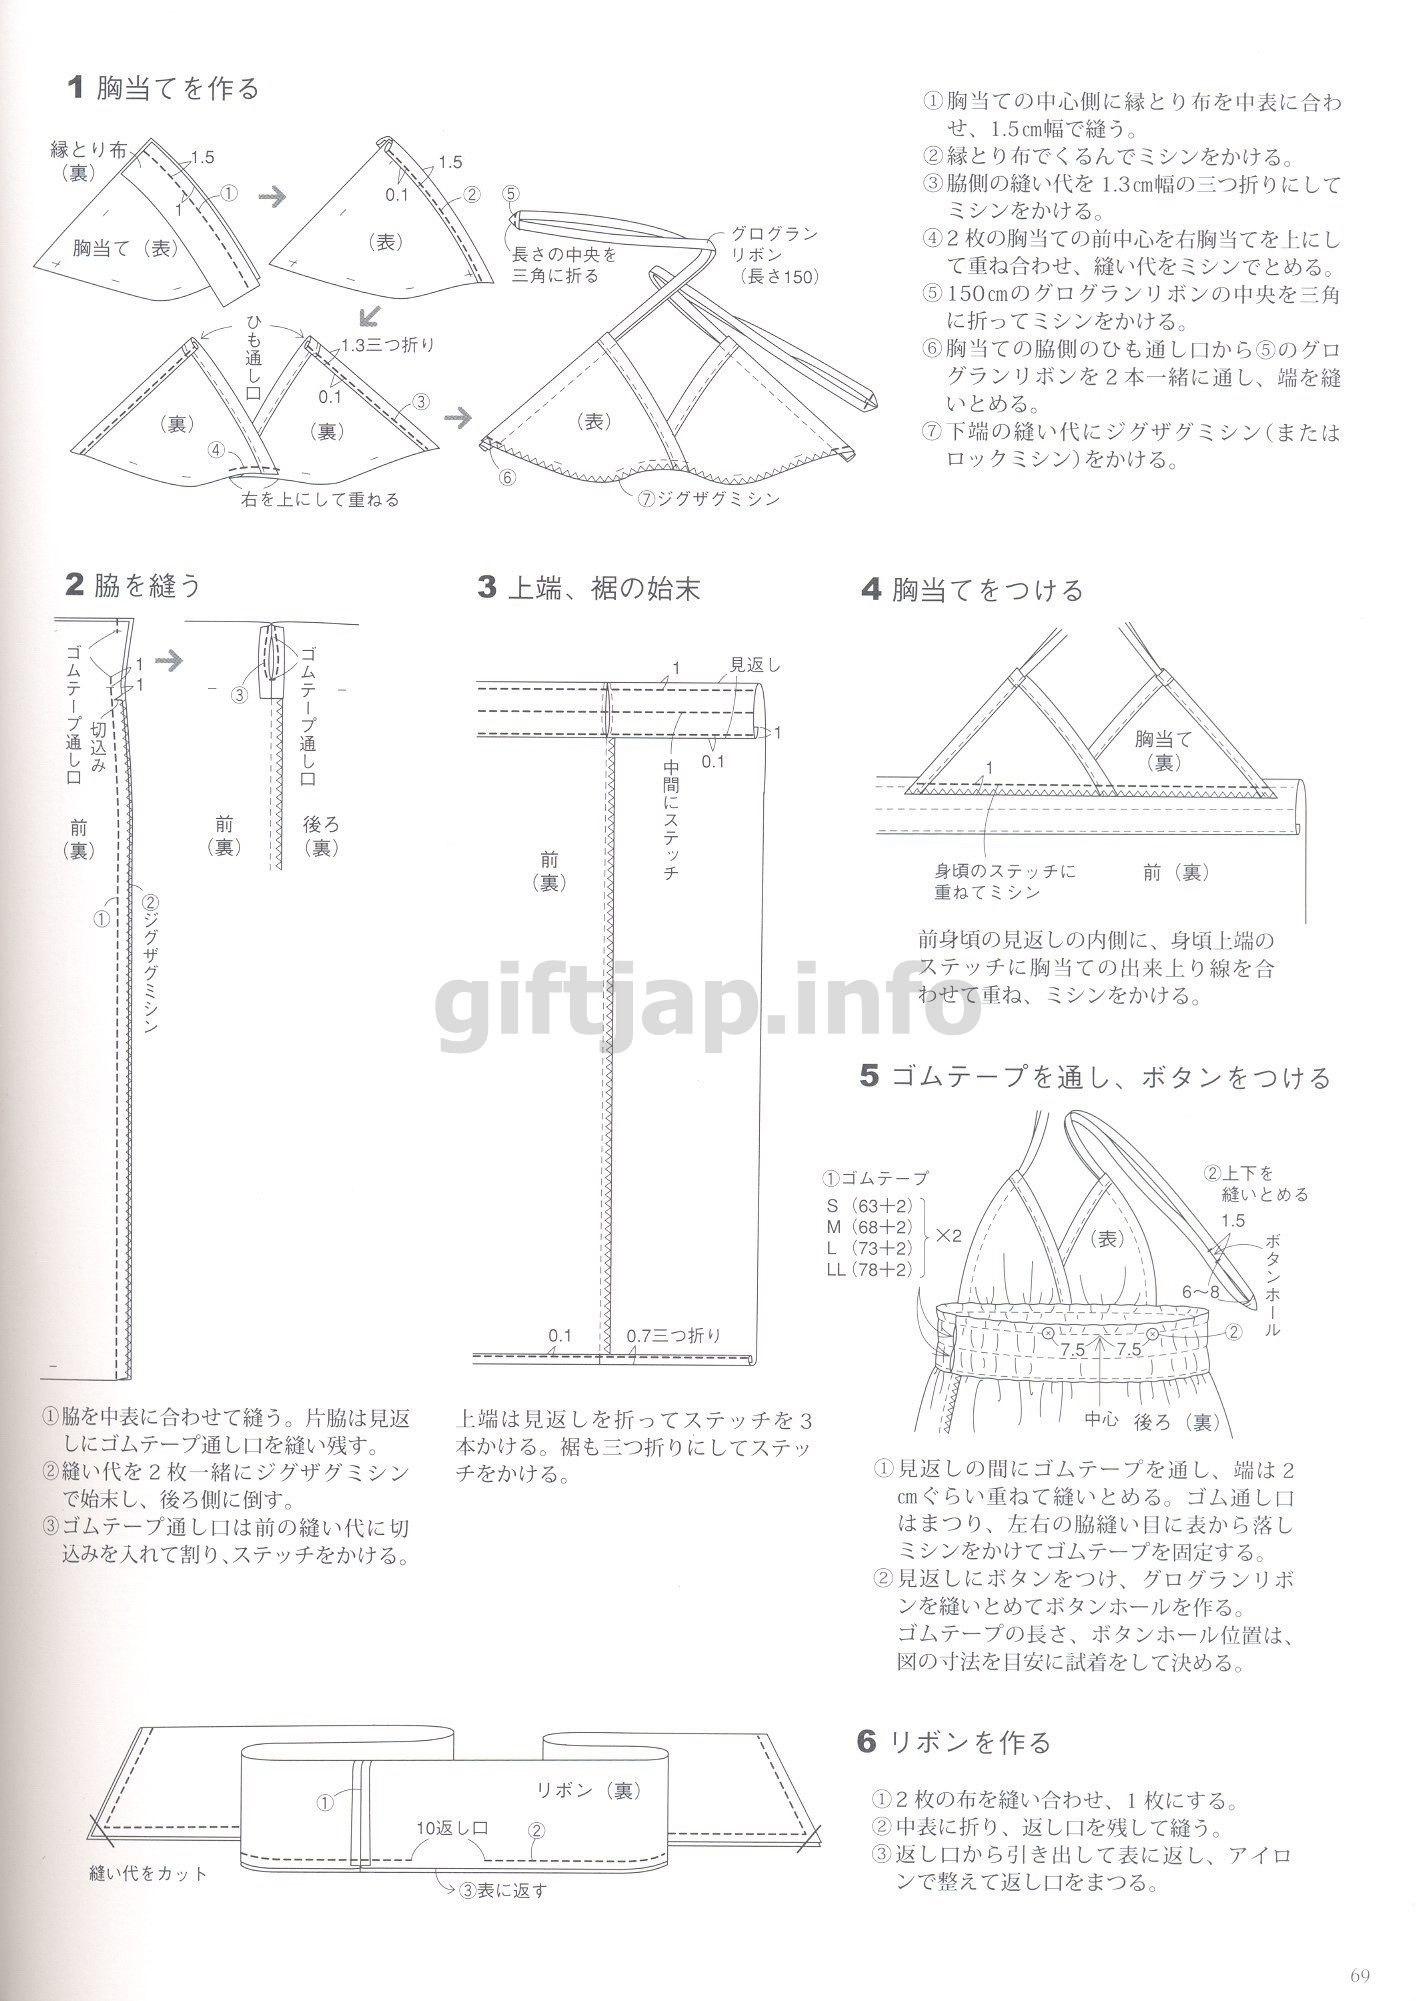 1 胸当てを作る
縁とり布
（裏）
1.5
1
①
胸当て（表）
1.5
0.1
②
（表）
⑤
長さの中央を
三角に折る
グログラン
リボン
（長さ150）
ひも通し口
1.3三つ折り
0.1
③
（裏）
（裏）
④
右を上にして重ねる
（表）
⑥
⑦ジグザグミシン
①胸当ての中心側に縁とり布を中表に合わ
せ、1.5㎝幅で縫う。
②縁とり布でくるんでミシンをかける。
③脇側の縫い代を1.3㎝幅の三つ折りにして
ミシンをかける。
④2枚の胸当ての前中心を右胸当てを上にし
て重ね合わせ、縫い代をミシンでとめる。
⑤150㎝のグログランリボンの中央を三角
に折ってミシンをかける。
⑥胸当ての脇側のひも通し口から⑤のグロ
グランリボンを2本一緒に通し、端を縫
いとめる。
⑦下端の縫い代にジグザグミシン（または
ロックミシン）をかける。
2 脇を縫う
ゴムテープ通し口
1
1
切込み
前
（裏）
①
②ジグザグミシン
③
ゴムテープ通し口
前
（裏）
後ろ
（裏）
①脇を中表に合わせて縫う。片脇は見返
しにゴムテープ通し口を縫い残す。
②縫い代を2枚一緒にジグザグミシン
で始末し、後ろ側に倒す。
③ゴムテープ通し口は前の縫い代に切
込みを入れて割り、ステッチをかける。
3 上端、裾の始末
1
見返し
1
0.1
中間にステッチ
前
（裏）
0.1
0.7三つ折り
上端は見返しを折ってステッチを3
本かける。裾も三つ折りにしてステッ
チをかける。
4 胸当てをつける
1
胸当て
（裏）
身頃のステッチに
重ねてミシン
前（裏）
前身頃の見返しの内側に、身頃上端の
ステッチに胸当ての出来上り線を合
わせて重ね、ミシンをかける。
giftjap.info
5 ゴムテープを通し、ボタンをつける
①ゴムテープ
S（63＋2）
M（68＋2）
L（73＋2）
LL（78＋2）
×2
②上下を
縫いとめる
1.5
ボタンホール
6〜8
（表）
②
7.5
7.5
中心
後ろ（裏）
①見返しの間にゴムテープを通し、端は2
㎝ぐらい重ねて縫いとめる。ゴム通し口
はまつり、左右の脇縫い目に表から落し
ミシンをかけてゴムテープを固定する。
②見返しにボタンをつけ、グログランリボ
ンを縫いとめてボタンホールを作る。
ゴムテープの長さ、ボタンホール位置は、
図の寸法を目安に試着をして決める。
6 リボンを作る
①
リボン（裏）
10返し口
②
縫い代をカット
③表に返す
①2枚の布を縫い合わせ、1枚にする。
②中表に折り、返し口を残して縫う。
③返し口から引き出して表に返し、アイロ
ンで整えて返し口をまつる。
69